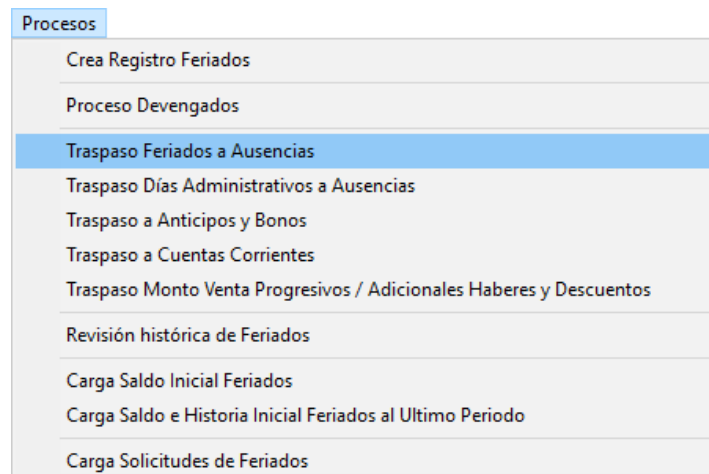 Procesos
Crea Registro Feriados
Proceso Devengados
Traspaso Feriados a Ausencias
Traspaso Días Administrativos a Ausencias
Traspaso a Anticipos y Bonos
Traspaso a Cuentas Corrientes
Traspaso Monto Venta Progresivos / Adicionales Haberes y Descuentos
Revisión histórica de Feriados
Carga Saldo Inicial Feriados
Carga Saldo e Historia Inicial Feriados al Ultimo Periodo
Carga Solicitudes de Feriados